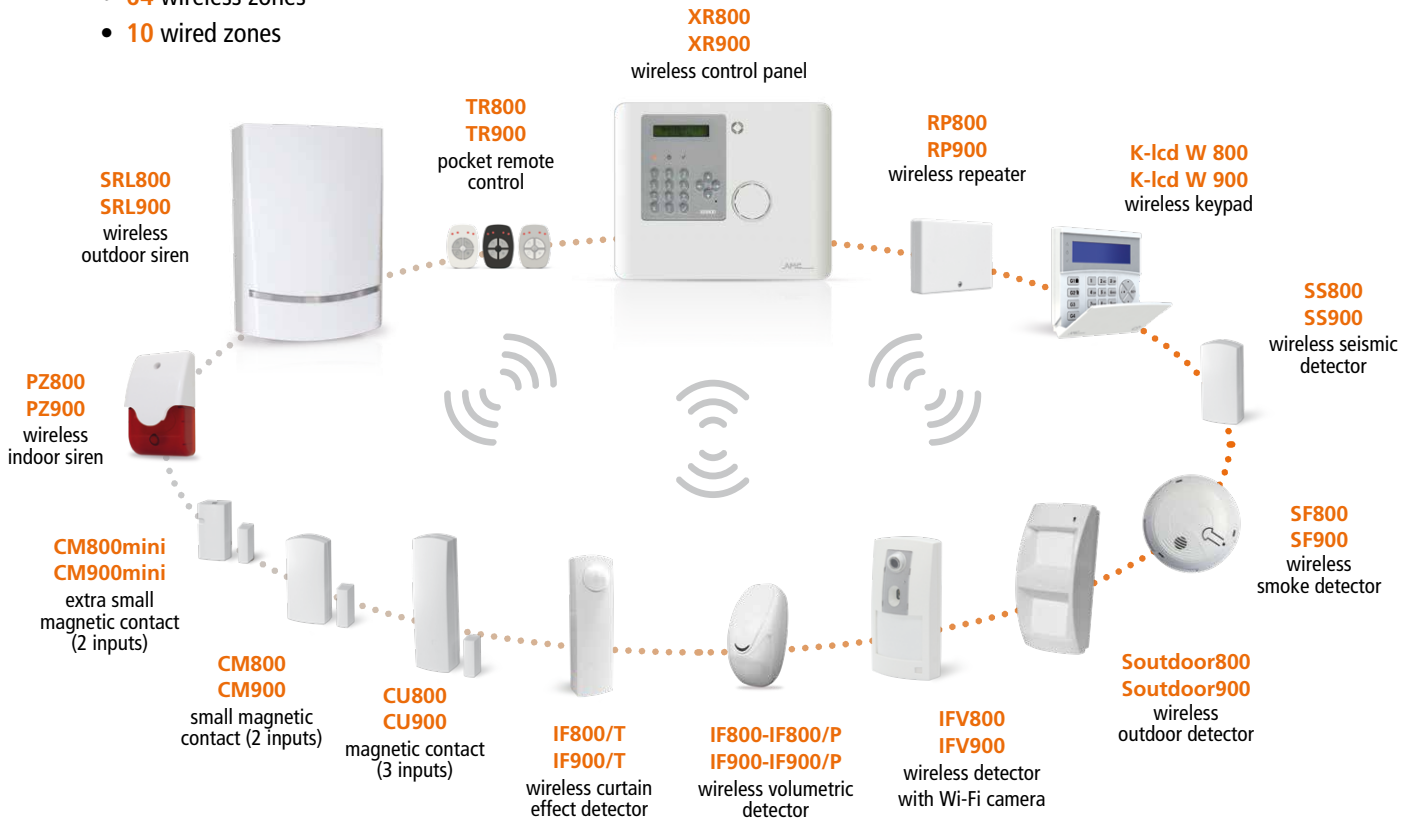 64 wireless zones
• 10 wired zones
XR800
XR900
wireless control panel
TR800
TR900
pocket remote
control
RP800
RP900
wireless repeater
K-lcd W 800
K-lcd W 900
wireless keypad
SRL800
SRL900
wireless
outdoor siren
SS800
SS900
wireless seismic
detector
PZ800
PZ900
wireless
indoor siren
SF800
SF900
wireless
smoke detector
CM800mini
CM900mini
extra small
magnetic contact
(2 inputs)
CM800
CM900
small magnetic
contact (2 inputs)
CU800
CU900
magnetic contact
(3 inputs)
IF800/T
IF900/T
wireless curtain
effect detector
IF800-IF800/P
IF900-IF900/P
wireless volumetric
detector
IFV800
IFV900
wireless detector
with Wi-Fi camera
Soutdoor800
Soutdoor900
wireless
outdoor detector
AMC